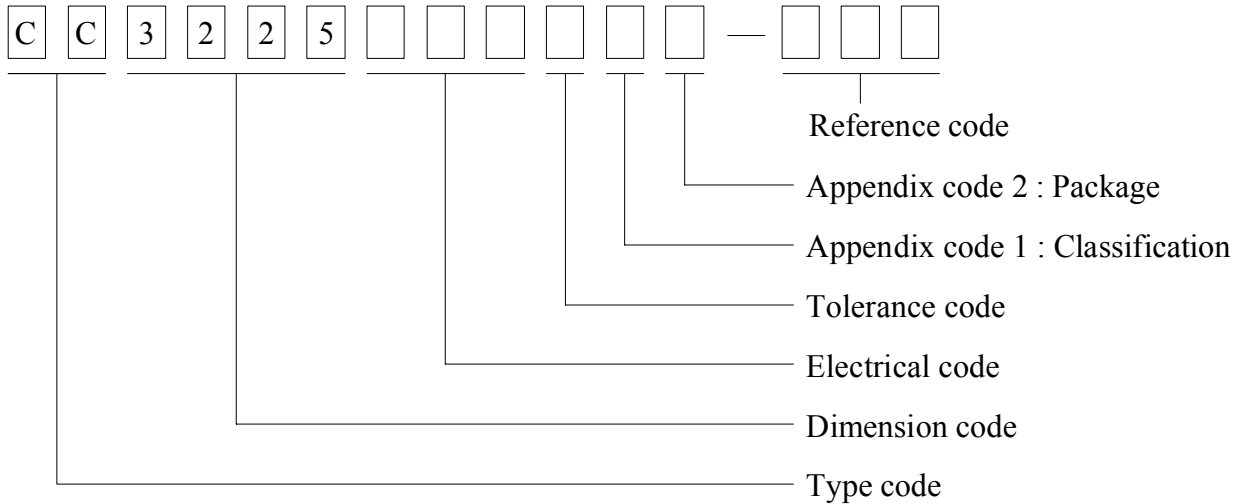 C C 3 2 2 5 —
Reference code
Appendix code 2 : Package
Appendix code 1 : Classification
Tolerance code
Electrical code
Dimension code
Type code